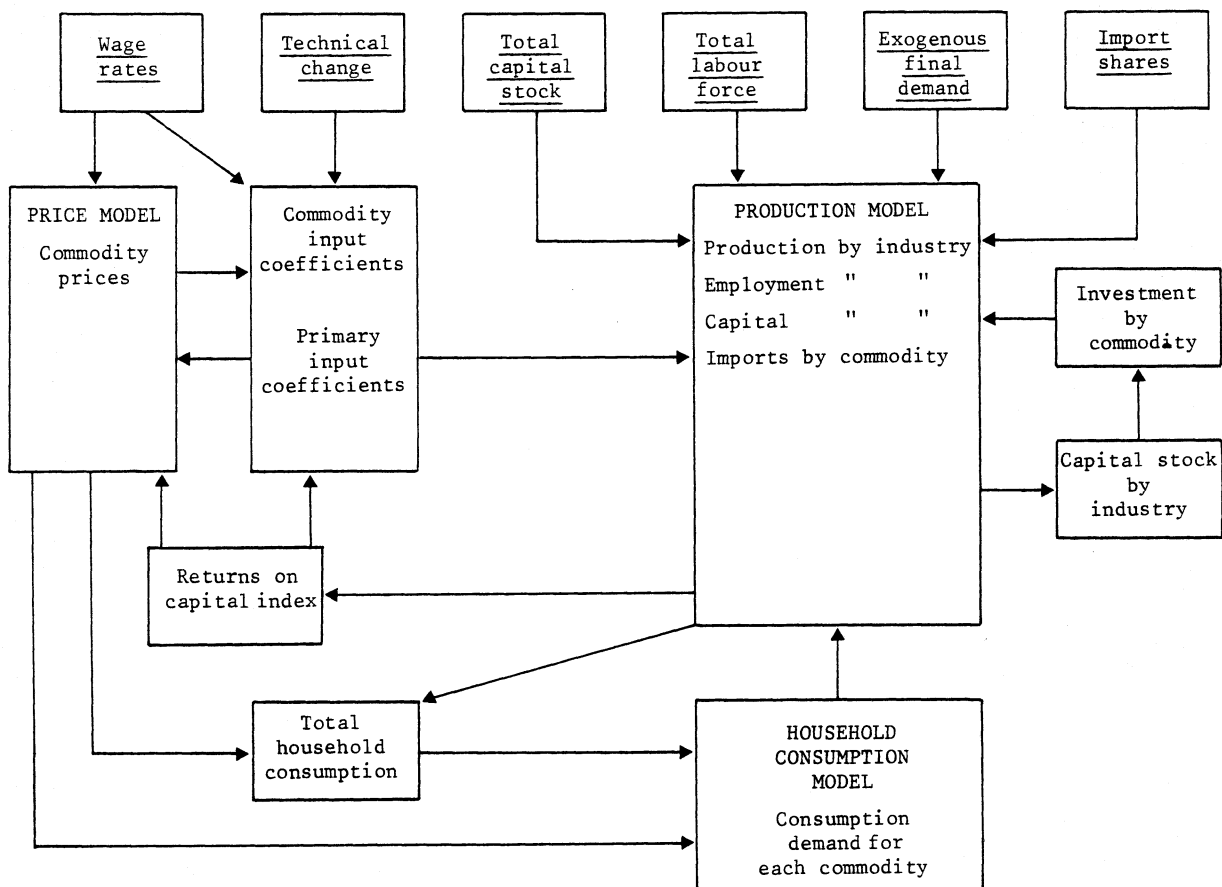 Wage
rates
Technical
change
Total
capital
stock
Total
labour
force
Exogenous
final
demand
Import
shares
PRICE MODEL
Commodity
prices
Commodity
input
coefficients
Primary
input
coefficients
PRODUCTION MODEL
Production by industry
Employment " "
Capital " "
Imports by commodity
Investment
by
commodity
Capital stock
by
industry
Returns on
capital index
Total
household
consumption
HOUSEHOLD
CONSUMPTION
MODEL
Consumption
demand for
each commodity